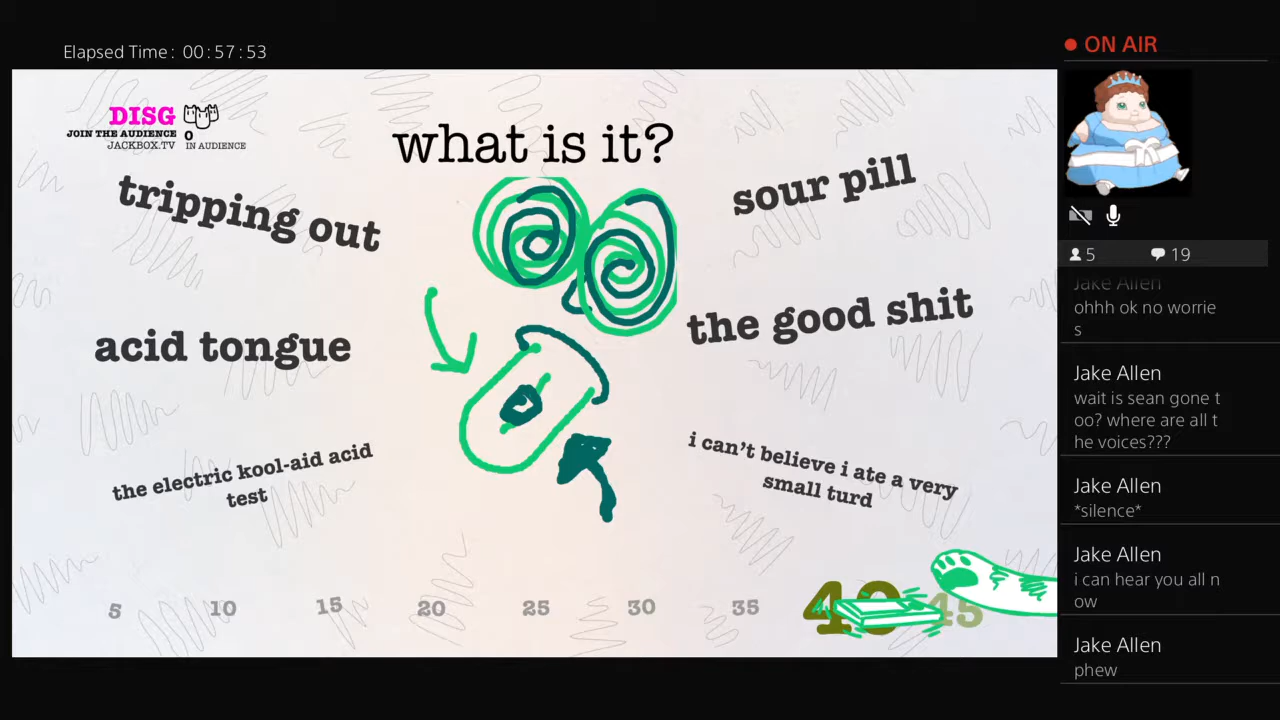 Elapsed Time: 00:57:53
ON AIR
DISG
JOIN THE AUDIENCE
JACKBOX.TV
0
IN AUDIENCE
what is it?
tripping out
sour pill
acid tongue
the good shit
the electric kool-aid acid
test
i can't believe i ate a very
small turd
5 10 15 20 25 30 35 40 45
5 19
Jake Allen
ohhh ok no worrie
s
Jake Allen
wait is sean gone t
oo? where are all t
he voices???
Jake Allen
*silence*
Jake Allen
i can hear you all n
ow
Jake Allen
phew